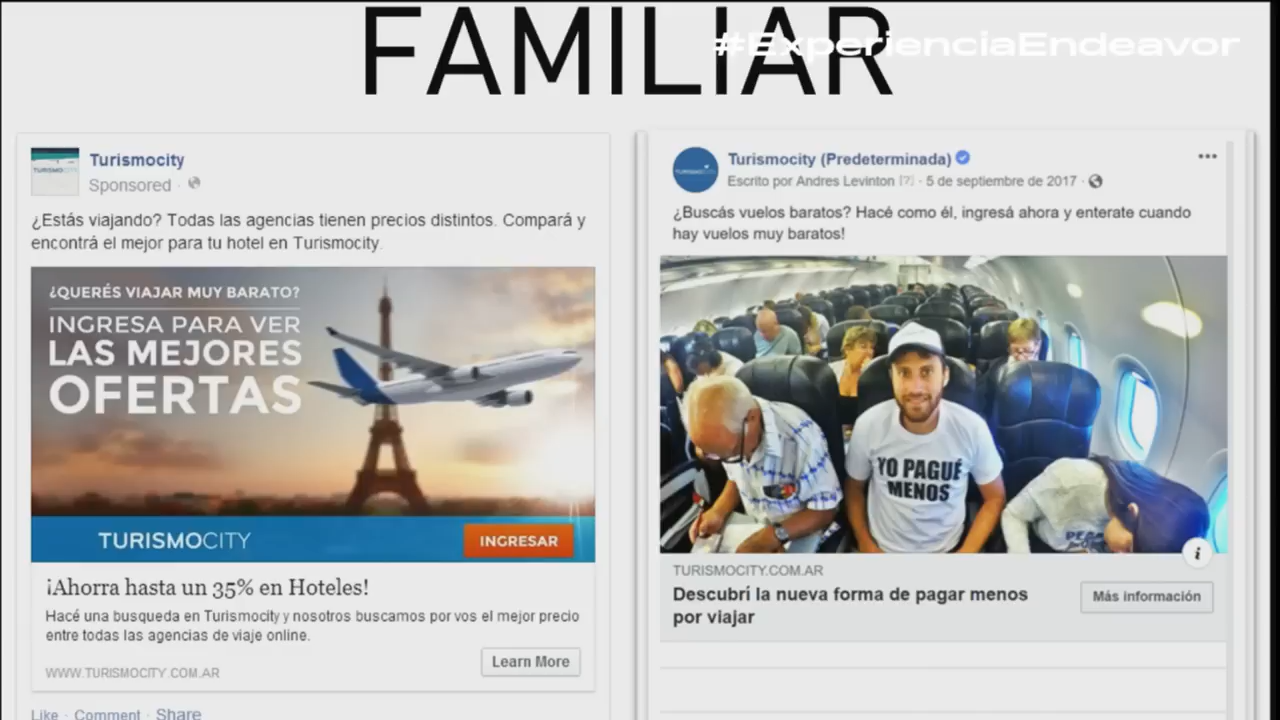 FAMILIAR
#ExperienciaEndeavor
TURISMOCITY
Turismocity
Sponsored ·
¿Estás viajando? Todas las agencias tienen precios distintos. Compará y
encontrá el mejor para tu hotel en Turismocity.
¿QUERÉS VIAJAR MUY BARATO?
INGRESA PARA VER
LAS MEJORES
OFERTAS
TURISMOCITY
INGRESAR
¡Ahorra hasta un 35% en Hoteles!
Hacé una busqueda en Turismocity y nosotros buscamos por vos el mejor precio
entre todas las agencias de viaje online.
WWW.TURISMOCITY.COM.AR
Learn More
Like · Comment · Share
TURISMOCITY
Turismocity (Predeterminada)
Escrito por Andres Levinton [?] · 5 de septiembre de 2017 ·
¿Buscás vuelos baratos? Hacé como él, ingresá ahora y enterate cuando
hay vuelos muy baratos!
YO PAGUÉ
MENOS
TURISMOCITY.COM.AR
Descubrí la nueva forma de pagar menos
por viajar
Más información